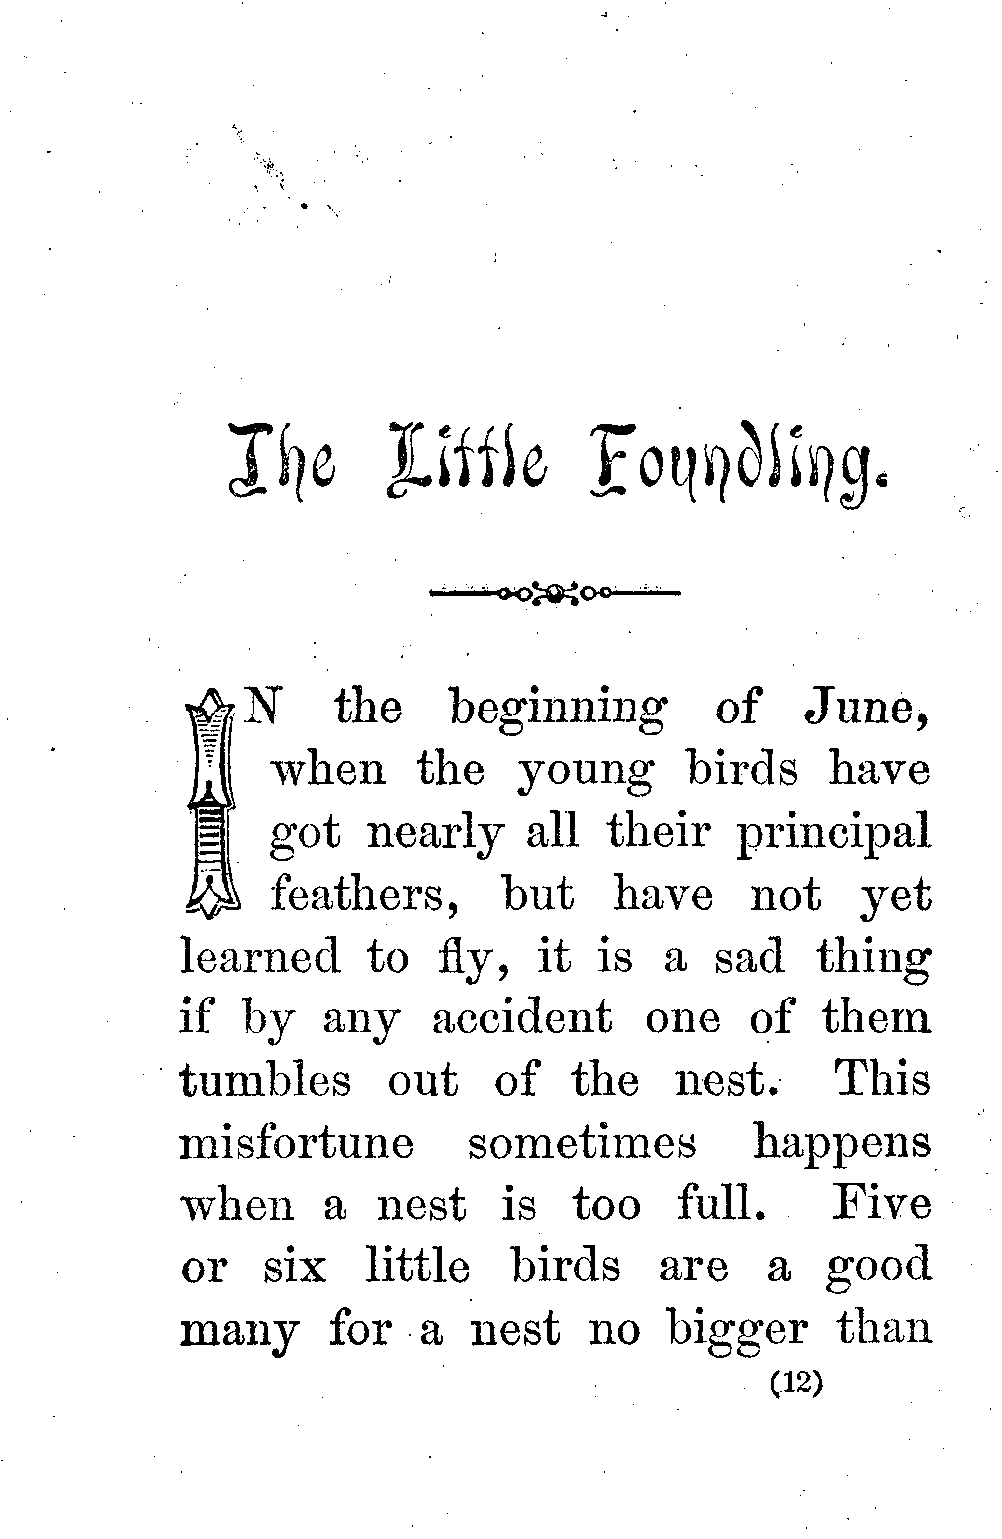 The Little Foundling.
IN the beginning of June,
when the young birds have
got nearly all their principal
feathers, but have not yet
learned to fly, it is a sad thing
if by any accident one of them
tumbles out of the nest. This
misfortune sometimes happens
when a nest is too full. Five
or six little birds are a good
many for a nest no bigger than
(12)